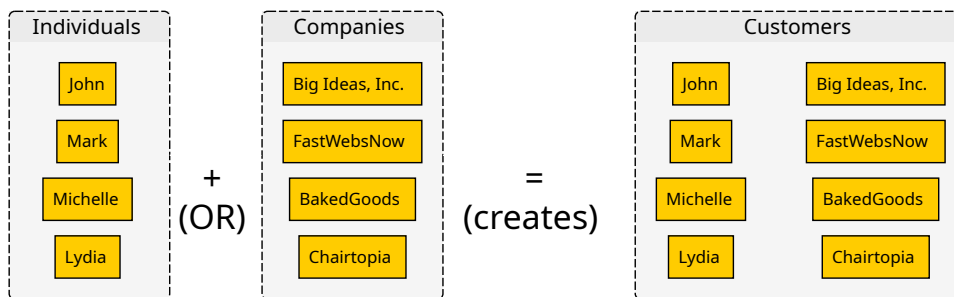 Individuals
John
Mark
Michelle
Lydia
+
(OR)
Companies
Big Ideas, Inc.
FastWebsNow
BakedGoods
Chairtopia
=
(creates)
Customers
John
Big Ideas, Inc.
Mark
FastWebsNow
Michelle
BakedGoods
Lydia
Chairtopia